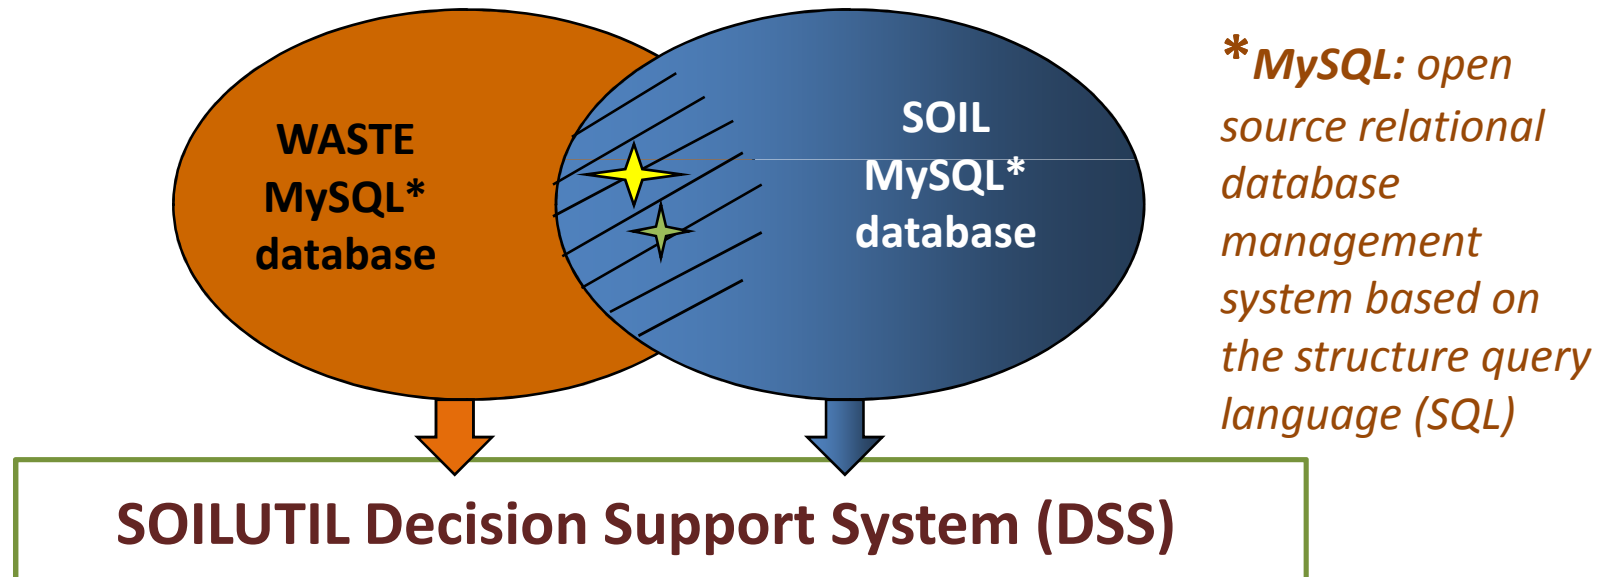 WASTE
MySQL*
database
SOIL
MySQL*
database
*MySQL: open
source relational
database
management
system based on
the structure query
language (SQL)
SOILUTIL Decision Support System (DSS)